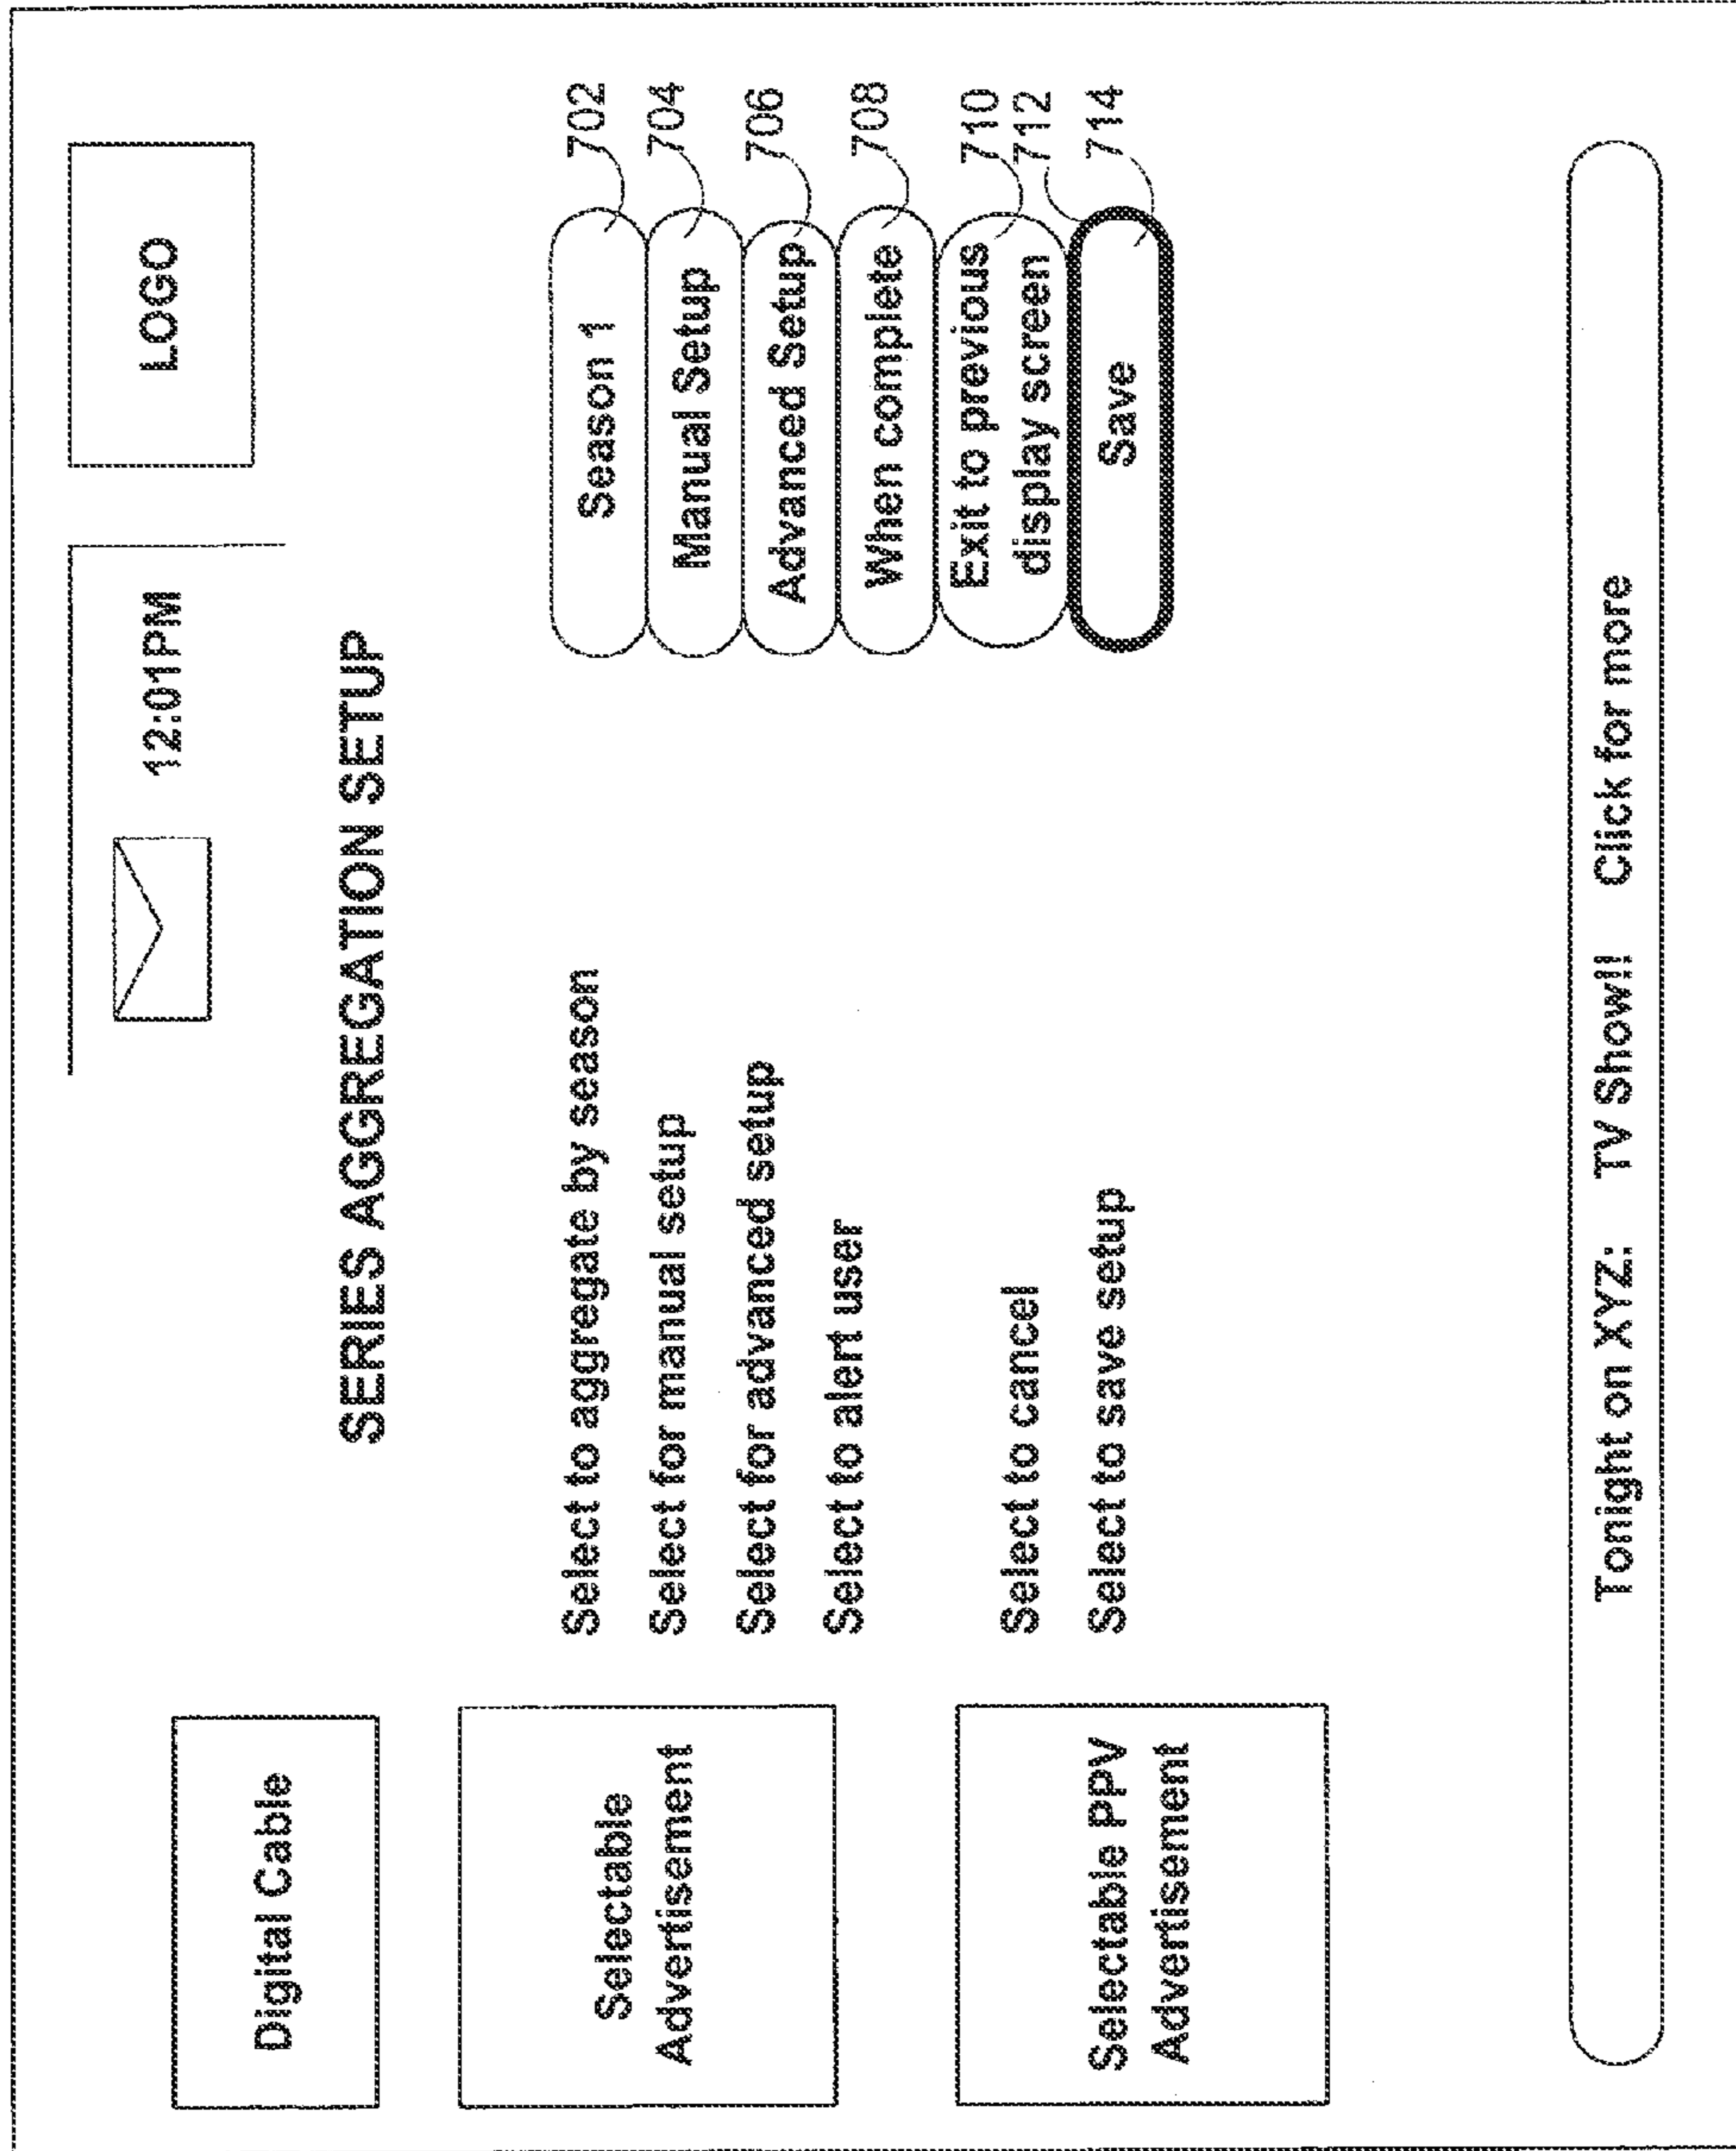 Digital Cable
12:01PM
LOGO
SERIES AGGREGATION SETUP
Selectable
Advertisement
Selectable PPV
Advertisement
Select to aggregate by season
Season 1
702
Select for manual setup
Manual Setup
704
Select for advanced setup
Advanced Setup
706
Select to alert user
When complete
708
Select to cancel
Exit to previous
display screen
710
712
Select to save setup
Save
714
Tonight on XYZ: TV Show!! Click for more